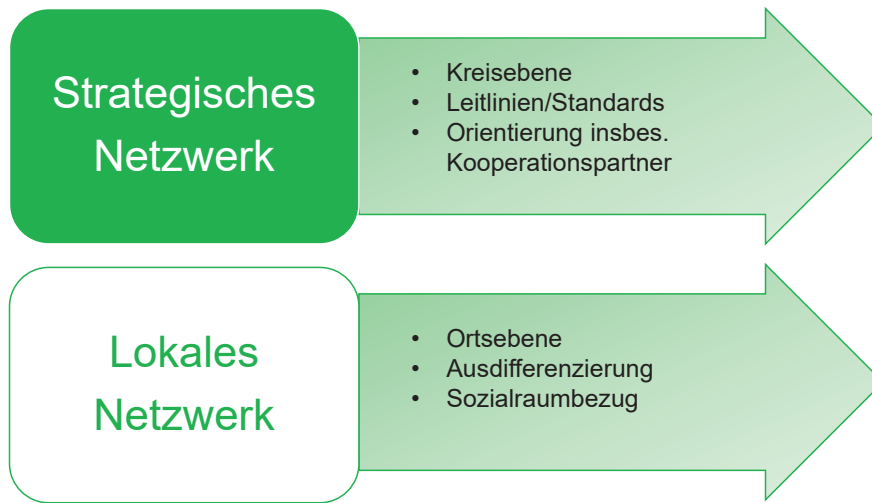 Strategisches
Netzwerk
• Kreisebene
• Leitlinien/Standards
• Orientierung insbes.
Kooperationspartner
Lokales
Netzwerk
• Ortsebene
• Ausdifferenzierung
• Sozialraumbezug